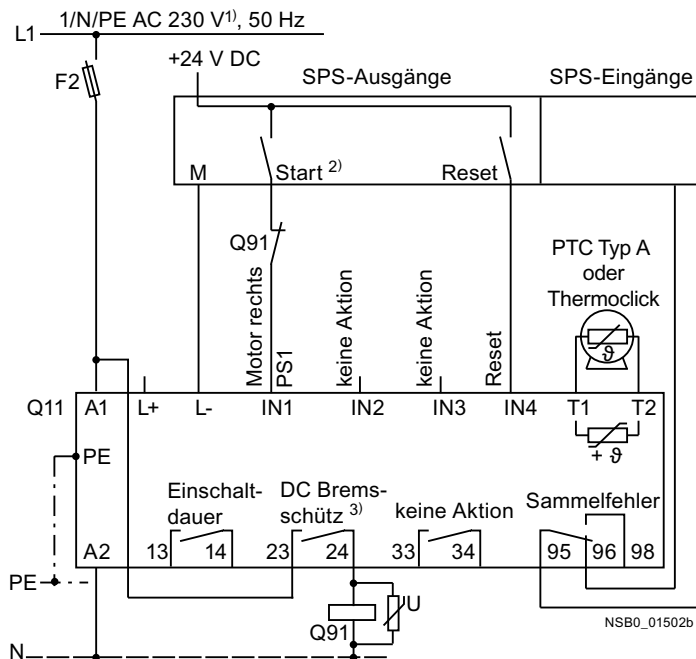 1/N/PE AC 230 V1), 50 Hz
L1
+24 V DC
SPS-Ausgänge
SPS-Eingänge
F2
M
Start 2)
Reset
Q91
PTC Typ A
oder
Thermoclick
ϑ
Motor rechts
PS1
keine Aktion
keine Aktion
Reset
Q11
A1
L+
L-
IN1
IN2
IN3
IN4
T1
T2
PE
+ ϑ
Einschalt-
dauer
DC Brems-
schütz 3)
keine Aktion
Sammelfehler
A2
13
14
23
24
33
34
95
96
98
PE
Q91
U
NSB0_01502b
N